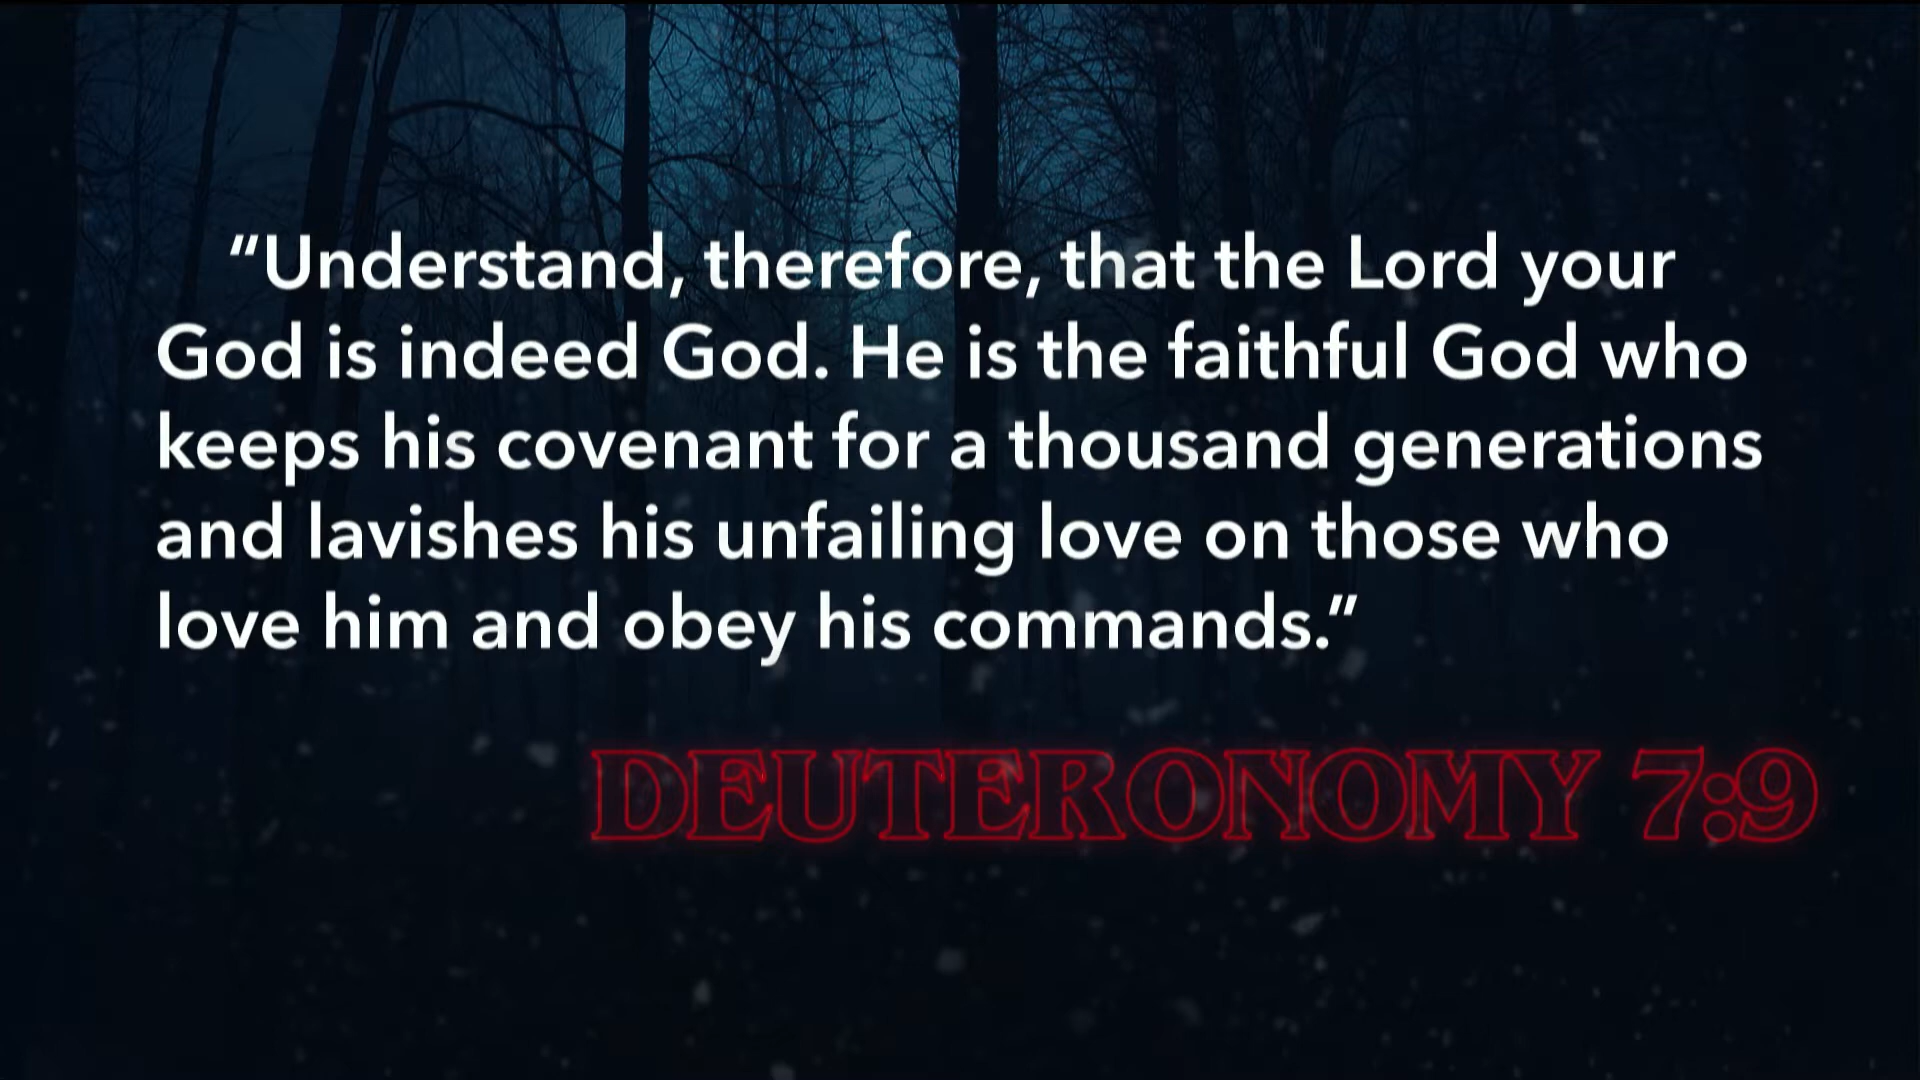 “Understand, therefore, that the Lord your
God is indeed God. He is the faithful God who
keeps his covenant for a thousand generations
and lavishes his unfailing love on those who
love him and obey his commands.”
DEUTERONOMY 7:9